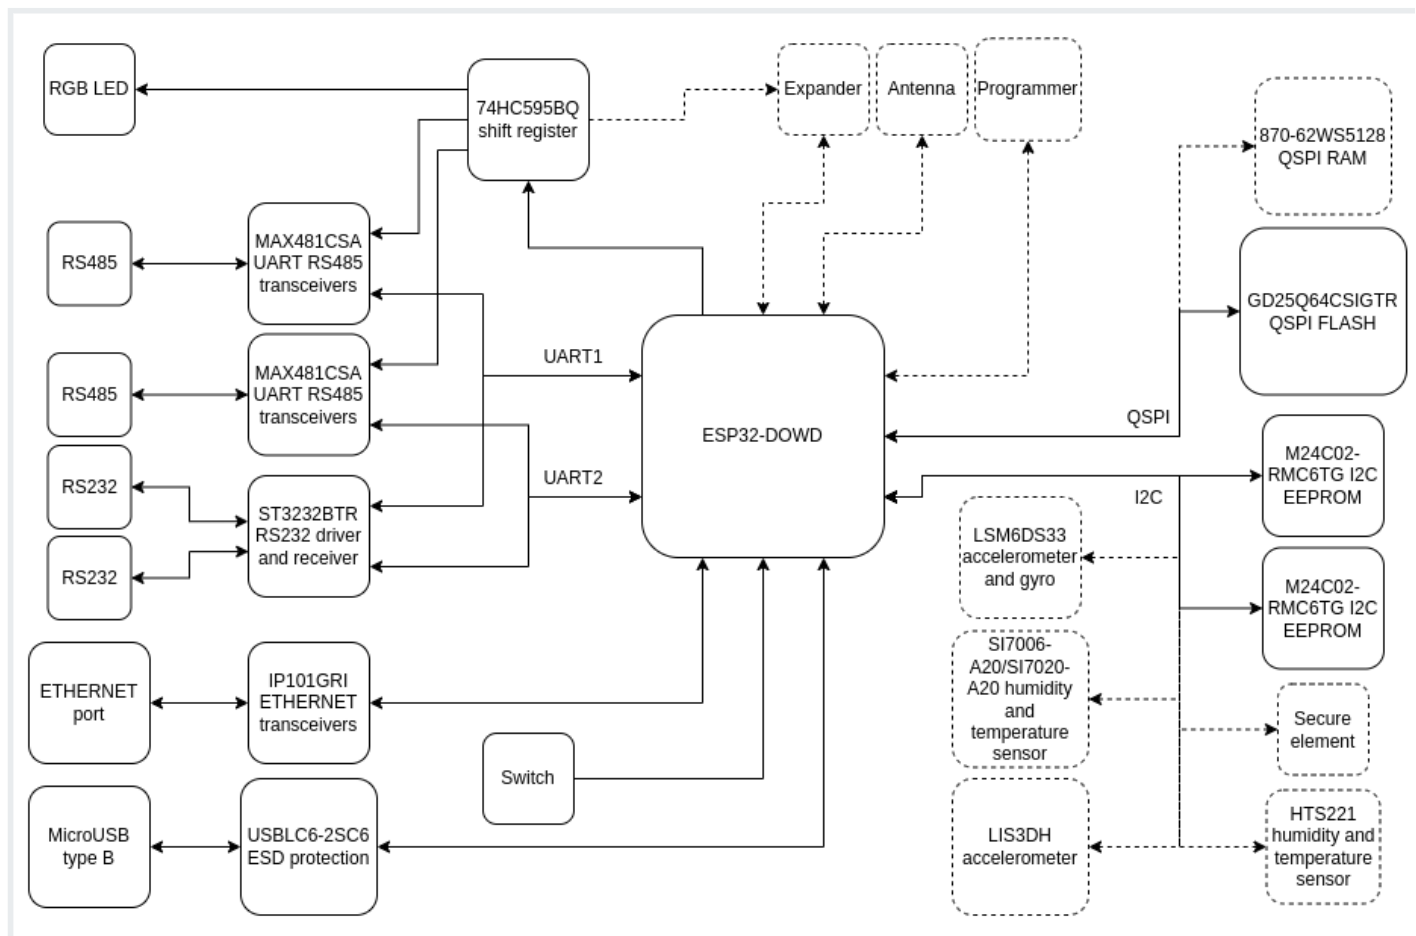 RGB LED
74HC595BQ
shift register
Expander
Antenna
Programmer
870-62WS5128
QSPI RAM
RS485
MAX481CSA
UART RS485
transceivers
GD25Q64CSIGTR
QSPI FLASH
RS485
MAX481CSA
UART RS485
transceivers
UART1
ESP32-DOWD
QSPI
M24C02-
RMC6TG I2C
EEPROM
RS232
RS232
ST3232BTR
RS232 driver
and receiver
UART2
I2C
LSM6DS33
accelerometer
and gyro
M24C02-
RMC6TG I2C
EEPROM
ETHERNET
port
IP101GRI
ETHERNET
transceivers
SI7006-
A20/SI7020-
A20 humidity
and
temperature
sensor
Secure
element
Switch
MicroUSB
type B
USBLC6-2SC6
ESD protection
LIS3DH
accelerometer
HTS221
humidity and
temperature
sensor